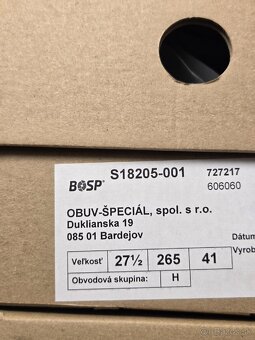 BOSP S18205-001 727217
606060
OBUV-ŠPECIÁL, spol. s r.o.
Duklianska 19
085 01 Bardejov
Dátum
Veľkosť 27½ 265 41 Výrob
Obvodová skupina: H